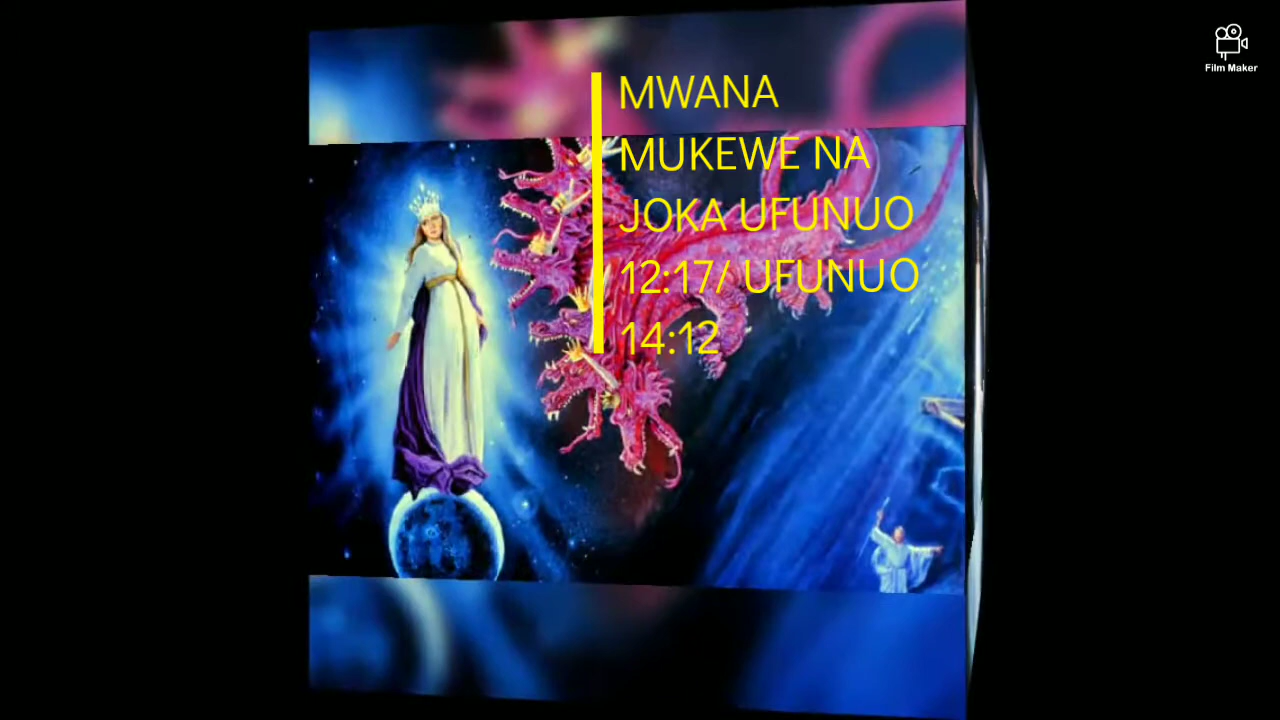 MWANA
MUKEWE NA
JOKA UFUNUO
12:17/ UFUNUO
14:12
Film Maker